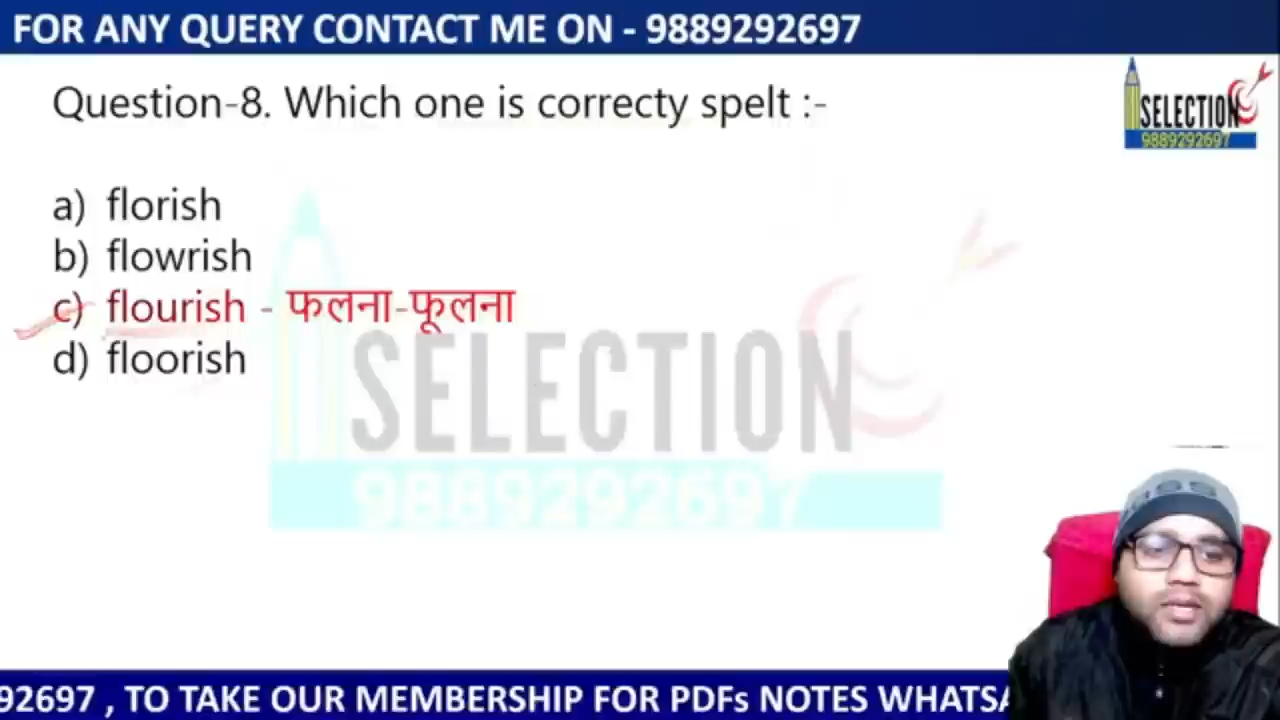 FOR ANY QUERY CONTACT ME ON - 9889292697
SELECTION
9889292697
Question-8. Which one is correcty spelt :-
a) florish
b) flowrish
c) flourish - फलना-फूलना
d) floorish
SELECTION
9889292697
92697 , TO TAKE OUR MEMBERSHIP FOR PDFs NOTES WHATSA